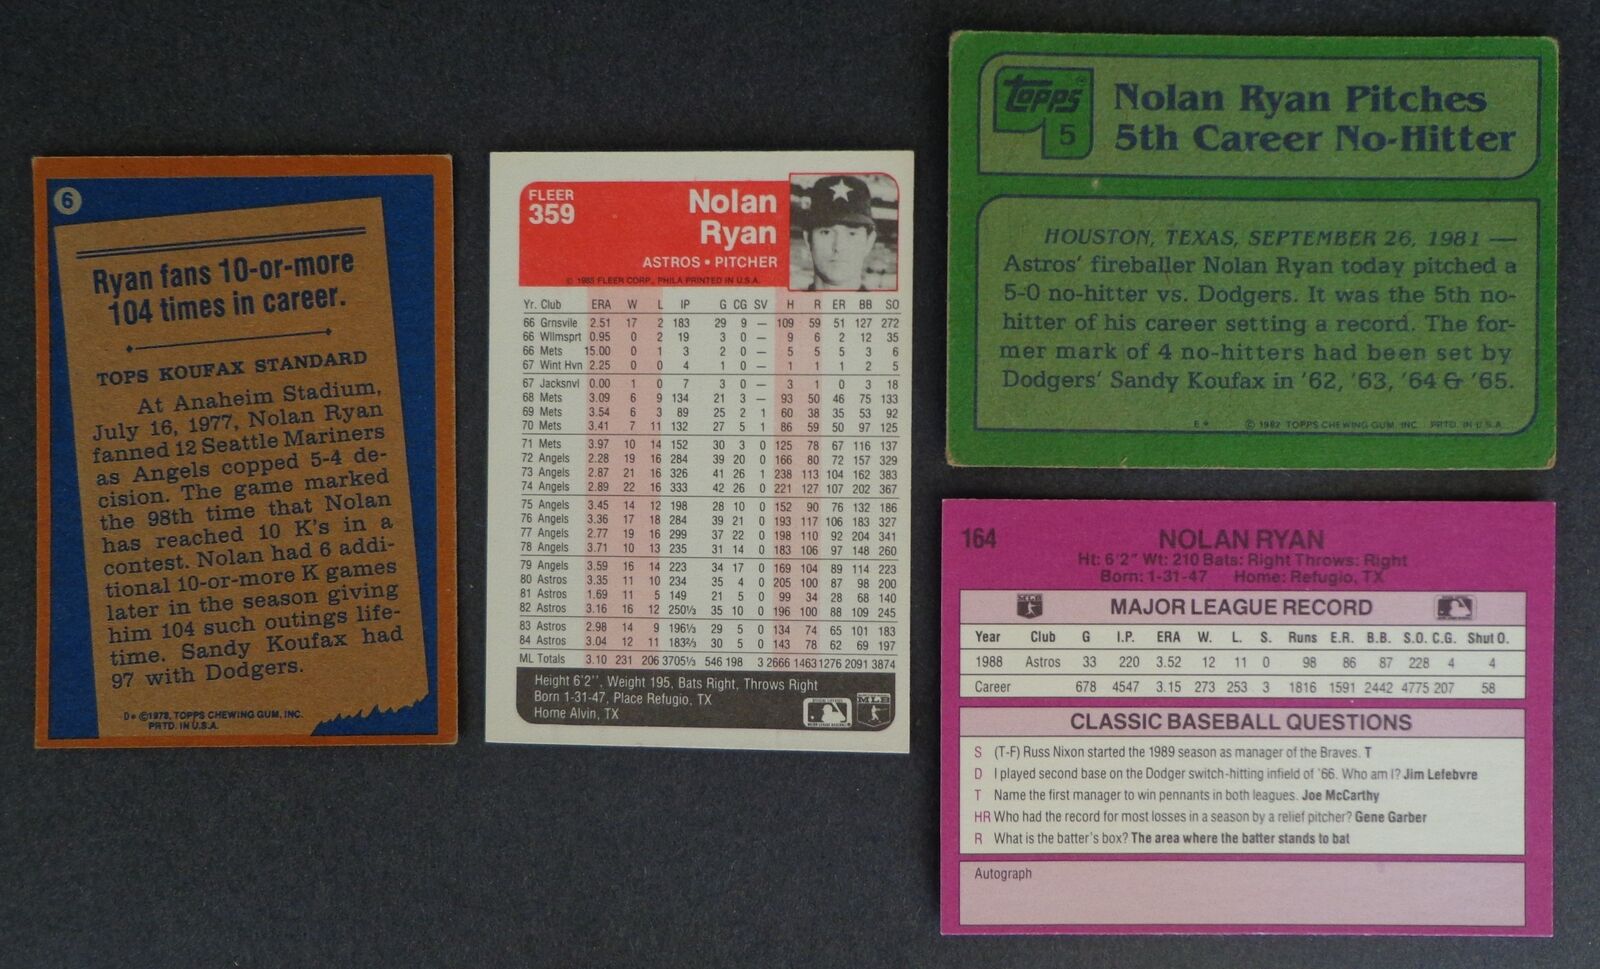 6
Ryan fans 10-or-more
104 times in career.
TOPS KOUFAX STANDARD
At Anaheim Stadium,
July 16, 1977, Nolan Ryan
fanned 12 Seattle Mariners
as Angels copped 5-4 de-
cision. The game marked
the 98th time that Nolan
has reached 10 K's in a
contest. Nolan had 6 addi-
tional 10-or-more K games
later in the season giving
him 104 such outings life-
time. Sandy Koufax had
97 with Dodgers.
D* ©1978, TOPPS CHEWING GUM, INC.
PRTD. IN U.S.A.
FLEER
359
Nolan
Ryan
ASTROS • PITCHER
© 1985 FLEER CORP., PHILA PRINTED IN U.S.A.
Yr. Club ERA W L IP G CG SV H R ER BB SO
66 Grnsvile 2.51 17 2 183 29 9 — 109 59 51 127 272
66 Wllmsprt 0.95 0 2 19 3 0 — 9 6 2 12 35
66 Mets 15.00 0 1 3 2 0 — 5 5 5 3 6
67 Wint Hvn 2.25 0 0 4 1 0 — 1 1 1 2 5
67 Jacksnvl 0.00 1 0 7 3 0 — 3 1 0 3 18
68 Mets 3.09 6 9 134 21 3 — 93 50 46 75 133
69 Mets 3.54 6 3 89 25 2 1 60 38 35 53 92
70 Mets 3.41 7 11 132 27 5 1 86 59 50 97 125
71 Mets 3.97 10 14 152 30 3 0 125 78 67 116 137
72 Angels 2.28 19 16 284 39 20 0 166 80 72 157 329
73 Angels 2.87 21 16 326 41 26 1 238 113 104 162 383
74 Angels 2.89 22 16 333 42 26 0 221 127 107 202 367
75 Angels 3.45 14 12 198 28 10 0 152 90 76 132 186
76 Angels 3.36 17 18 284 39 21 0 193 117 106 183 327
77 Angels 2.77 19 16 299 37 22 0 198 110 92 204 341
78 Angels 3.71 10 13 235 31 14 0 183 106 97 148 260
79 Angels 3.59 16 14 223 34 17 0 169 104 89 114 223
80 Astros 3.35 11 10 234 35 4 0 205 100 87 98 200
81 Astros 1.69 11 5 149 21 5 0 99 34 28 68 140
82 Astros 3.16 16 12 250⅓ 35 10 0 196 100 88 109 245
83 Astros 2.98 14 9 196⅓ 29 5 0 134 74 65 101 183
84 Astros 3.04 12 11 183⅔ 30 5 0 143 78 62 69 197
ML Totals 3.10 231 206 3705⅓ 546 198 3 2666 1463 1276 2091 3874
Height 6'2'', Weight 195, Bats Right, Throws Right
Born 1-31-47, Place Refugio, TX
Home Alvin, TX
MLB
Topps
5
Nolan Ryan Pitches
5th Career No-Hitter
HOUSTON, TEXAS, SEPTEMBER 26, 1981 —
Astros' fireballer Nolan Ryan today pitched a
5-0 no-hitter vs. Dodgers. It was the 5th no-
hitter of his career setting a record. The for-
mer mark of 4 no-hitters had been set by
Dodgers' Sandy Koufax in '62, '63, '64 & '65.
E* © 1982 TOPPS CHEWING GUM, INC. PRTD. IN U.S.A.
164
NOLAN RYAN
Ht: 6'2" Wt: 210 Bats: Right Throws: Right
Born: 1-31-47 Home: Refugio, TX
MAJOR LEAGUE RECORD
Year Club G I.P. ERA W. L. S. Runs E.R. B.B. S.O. C.G. Shut O.
1988 Astros 33 220 3.52 12 11 0 98 86 87 228 4 4
Career 678 4547 3.15 273 253 3 1816 1591 2442 4775 207 58
CLASSIC BASEBALL QUESTIONS
S (T-F) Russ Nixon started the 1989 season as manager of the Braves. T
D I played second base on the Dodger switch-hitting infield of '66. Who am I? Jim Lefebvre
T Name the first manager to win pennants in both leagues. Joe McCarthy
HR Who had the record for most losses in a season by a relief pitcher? Gene Garber
R What is the batter's box? The area where the batter stands to bat
Autograph